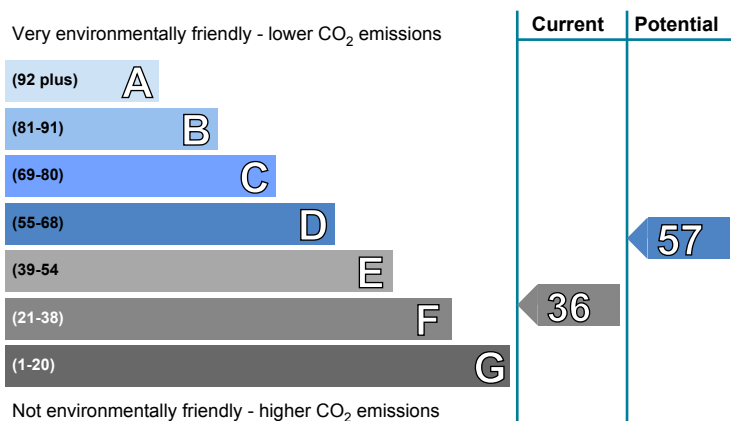 Current Potential
Very environmentally friendly - lower CO2 emissions
(92 plus) A
(81-91) B
(69-80) C
(55-68) D
57
(39-54 E
(21-38) F
36
(1-20) G
Not environmentally friendly - higher CO2 emissions